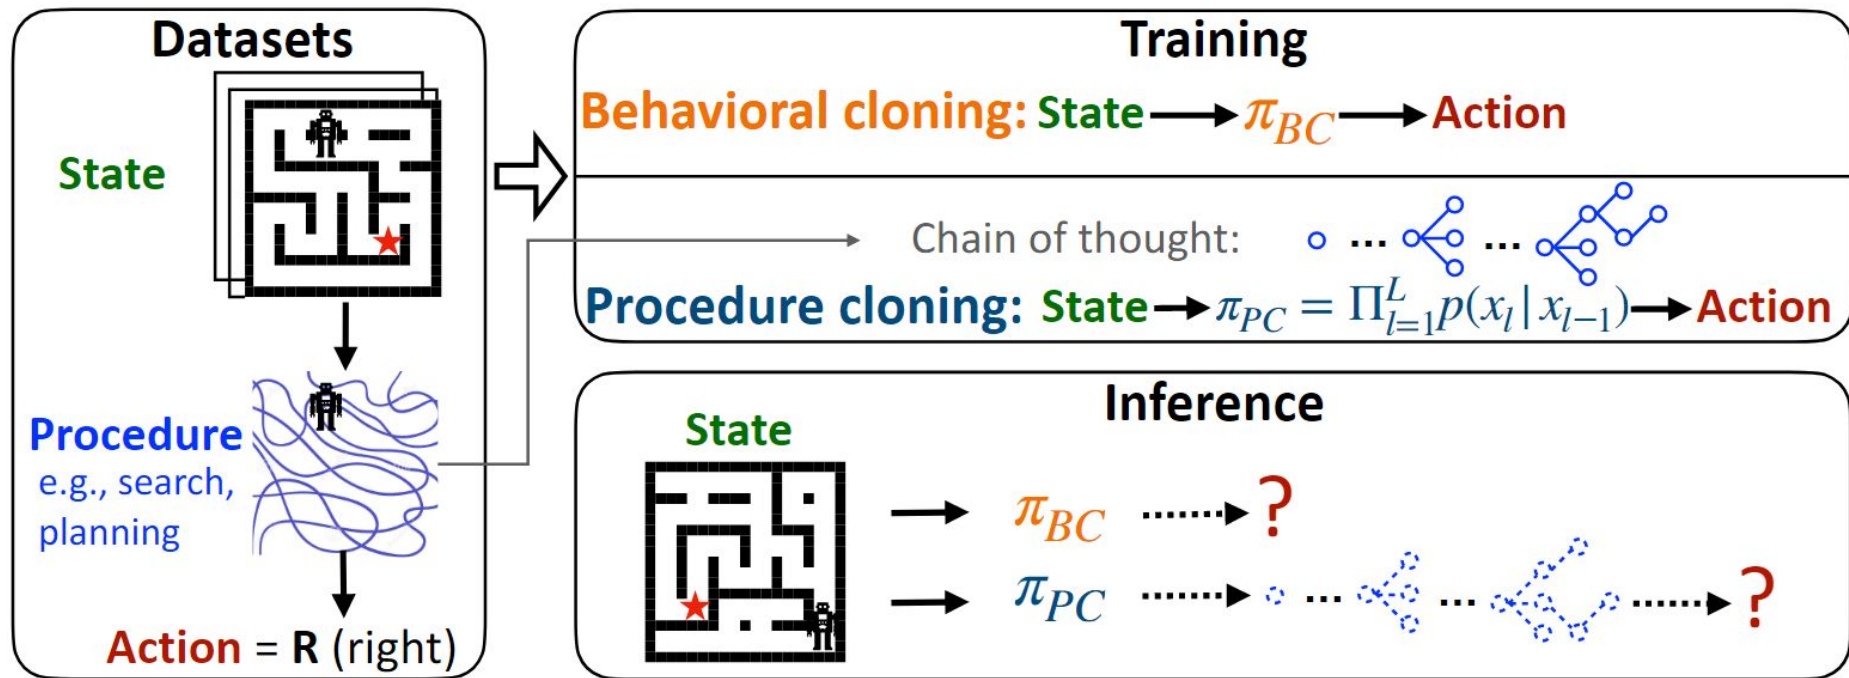 Datasets
State
Procedure
e.g., search,
planning
Action = R (right)
Training
Behavioral cloning: State π_BC Action
Chain of thought: ... ...
Procedure cloning: State π_PC = Π_{l=1}^{L} p(x_l | x_{l-1}) Action
Inference
State
π_BC ?
π_PC ... ... ?